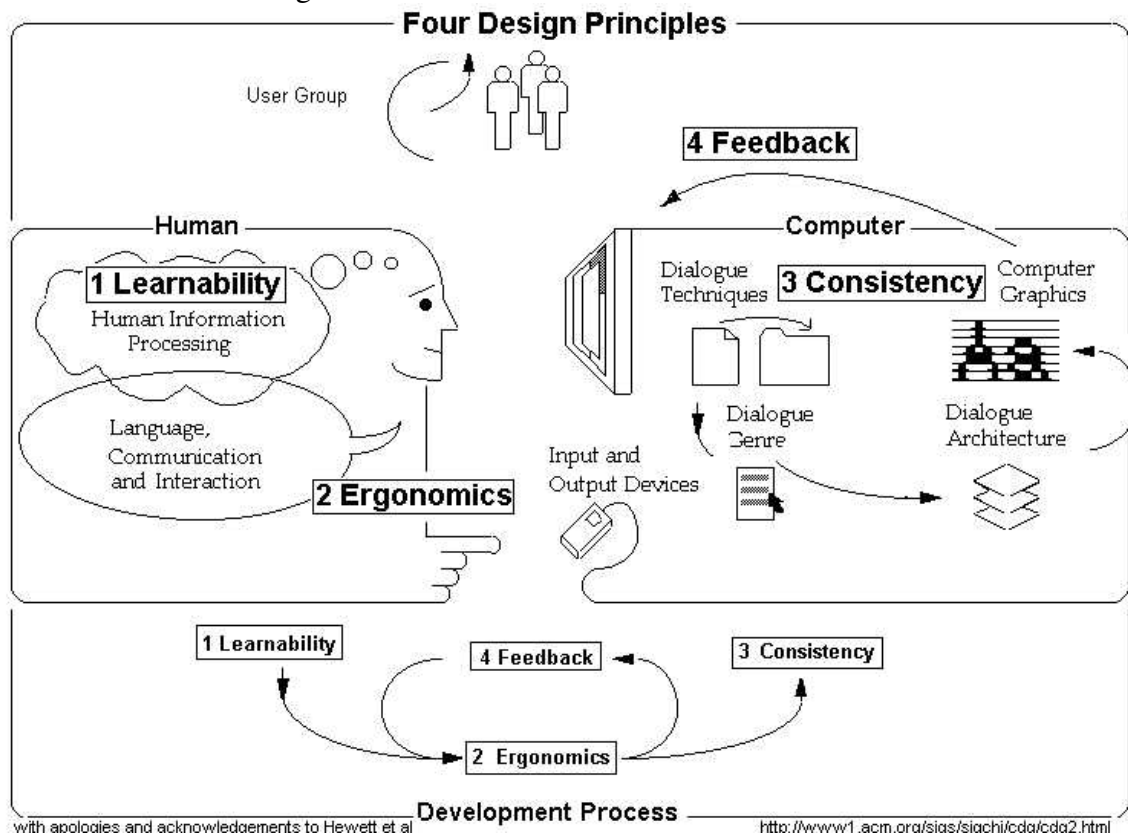 Four Design Principles
User Group
4 Feedback
Human
Computer
1 Learnability
Human Information
Processing
Language,
Communication
and Interaction
2 Ergonomics
Dialogue
Techniques
3 Consistency
Computer
Graphics
Dialogue
Genre
Dialogue
Architecture
Input and
Output Devices
1 Learnability
4 Feedback
3 Consistency
2 Ergonomics
Development Process
with apologies and acknowledgements to Hewett et al
http://www1.acm.org/sigs/sigchi/cdg/cdg2.html